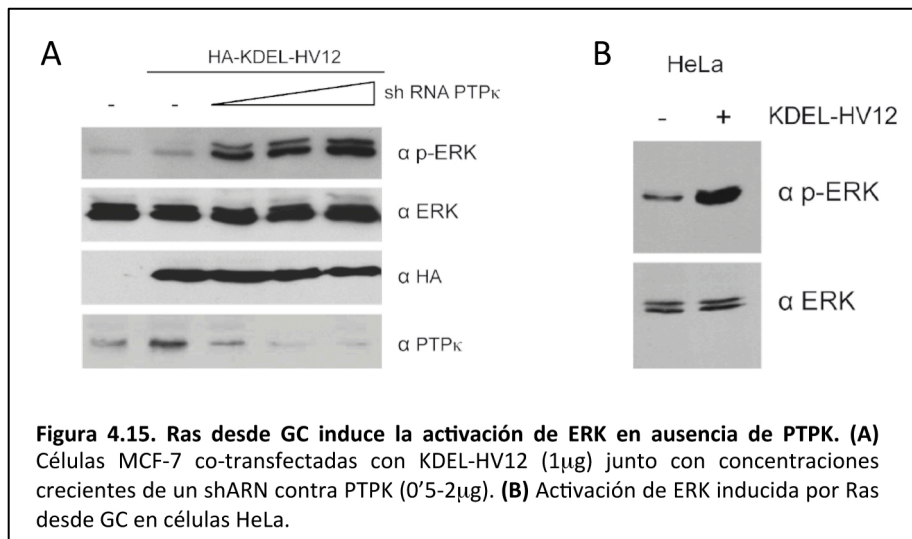 A
HA-KDEL-HV12
sh RNA PTPκ
- -
α p-ERK
α ERK
α HA
α PTPκ
B
HeLa
- + KDEL-HV12
α p-ERK
α ERK
Figura 4.15. Ras desde GC induce la activación de ERK en ausencia de PTPK. (A)
Células MCF-7 co-transfectadas con KDEL-HV12 (1μg) junto con concentraciones
crecientes de un shARN contra PTPK (0’5-2μg). (B) Activación de ERK inducida por Ras
desde GC en células HeLa.